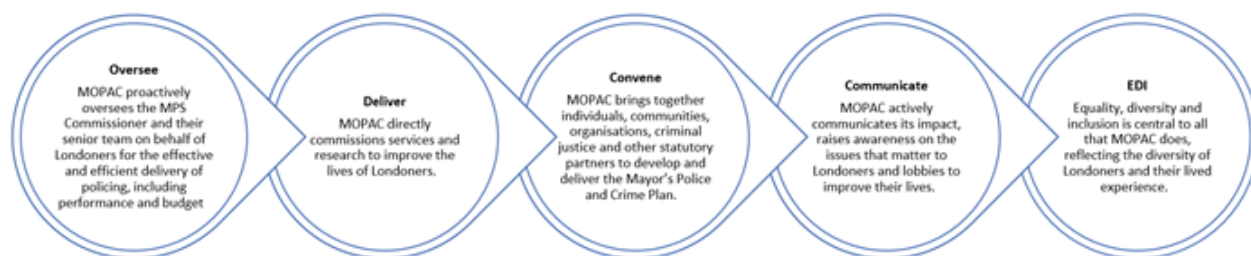 Oversee
MOPAC proactively
oversees the MPS
Commissioner and their
senior team on behalf of
Londoners for the effective
and efficient delivery of
policing, including
performance and budget
Deliver
MOPAC directly
commissions services and
research to improve the
lives of Londoners.
Convene
MOPAC brings together
individuals, communities,
organisations, criminal
justice and other statutory
partners to develop and
deliver the Mayor's Police
and Crime Plan.
Communicate
MOPAC actively
communicates its impact,
raises awareness on the
issues that matter to
Londoners and lobbies to
improve their lives.
EDI
Equality, diversity and
inclusion is central to all
that MOPAC does,
reflecting the diversity of
Londoners and their lived
experience.